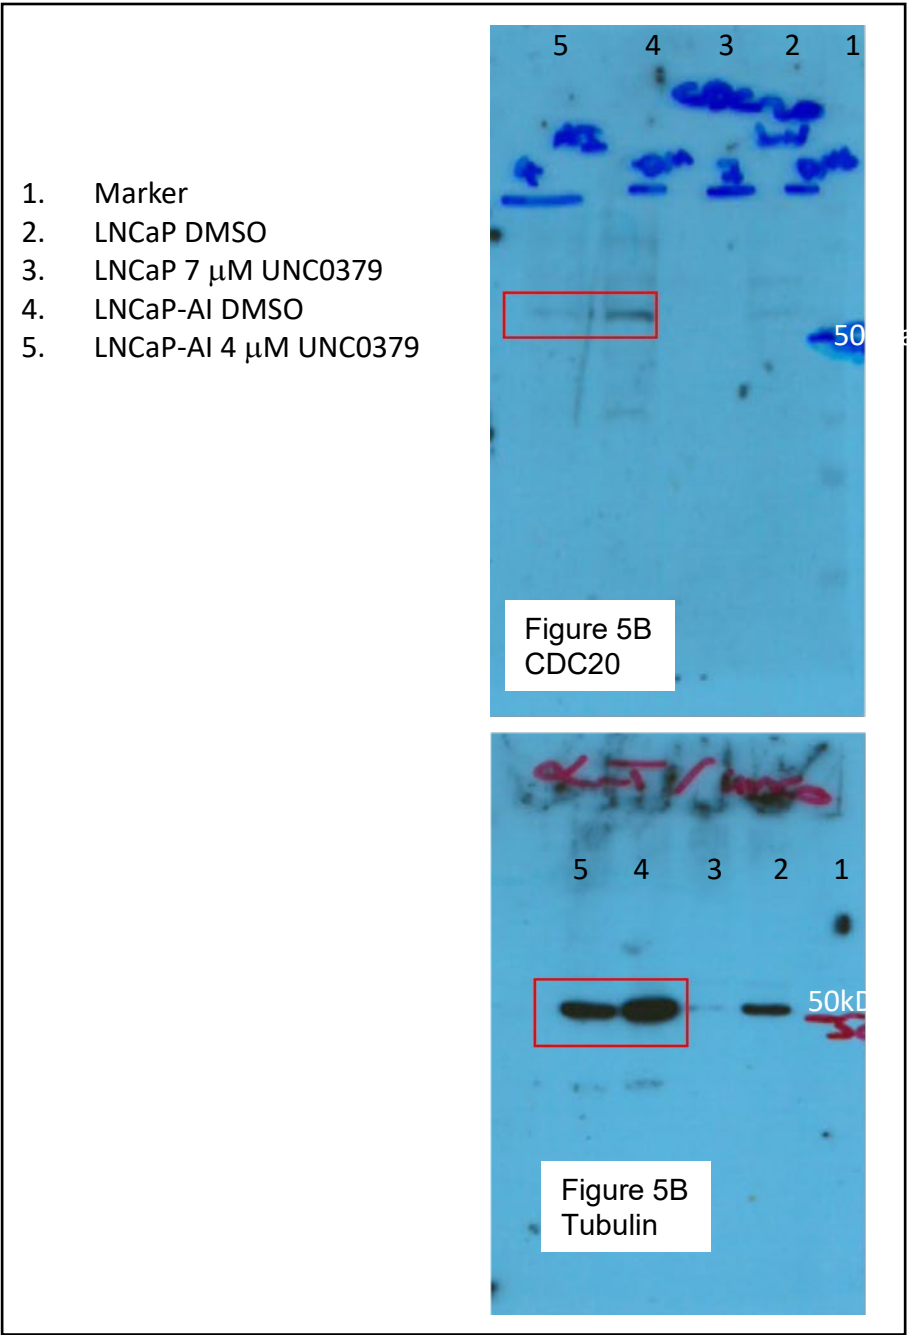 5 4 3 2 1
1. Marker
2. LNCaP DMSO
3. LNCaP 7 μM UNC0379
4. LNCaP-AI DMSO
5. LNCaP-AI 4 μM UNC0379
50
Figure 5B
CDC20
5 4 3 2 1
50kD
Figure 5B
Tubulin